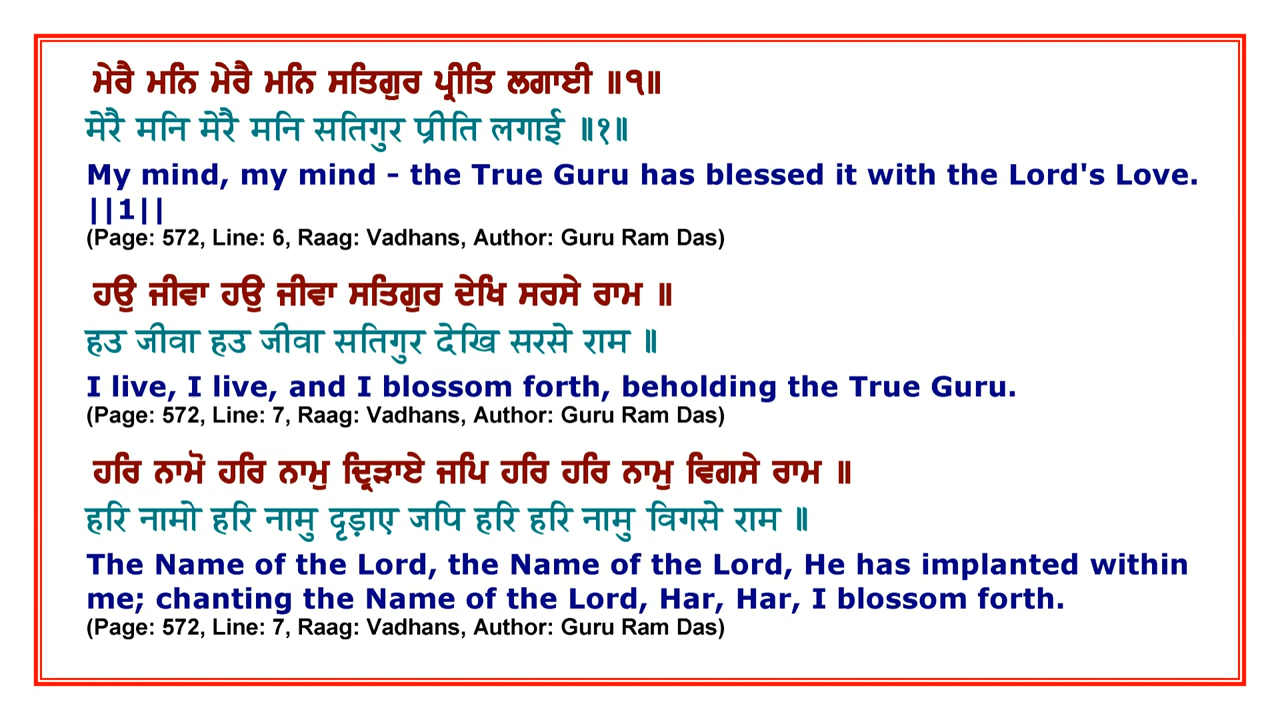 ਮੇਰੈ ਮਨਿ ਮੇਰੈ ਮਨਿ ਸਤਿਗੁਰ ਪ੍ਰੀਤਿ ਲਗਾਈ ॥੧॥
मेरै मनि मेरै मनि सतिगुर प्रीति लगाई ॥१॥
My mind, my mind - the True Guru has blessed it with the Lord's Love.
||1||
(Page: 572, Line: 6, Raag: Vadhans, Author: Guru Ram Das)
ਹਉ ਜੀਵਾ ਹਉ ਜੀਵਾ ਸਤਿਗੁਰ ਦੇਖਿ ਸਰਸੇ ਰਾਮ ॥
हउ जीवा हउ जीवा सतिगुर देखि सरसे राम ॥
I live, I live, and I blossom forth, beholding the True Guru.
(Page: 572, Line: 7, Raag: Vadhans, Author: Guru Ram Das)
ਹਰਿ ਨਾਮੋ ਹਰਿ ਨਾਮੁ ਦ੍ਰਿੜਾਏ ਜਪਿ ਹਰਿ ਹਰਿ ਨਾਮੁ ਵਿਗਸੇ ਰਾਮ ॥
हरि नामो हरि नामु दृड़ाए जपि हरि हरि नामु विगसे राम ॥
The Name of the Lord, the Name of the Lord, He has implanted within
me; chanting the Name of the Lord, Har, Har, I blossom forth.
(Page: 572, Line: 7, Raag: Vadhans, Author: Guru Ram Das)